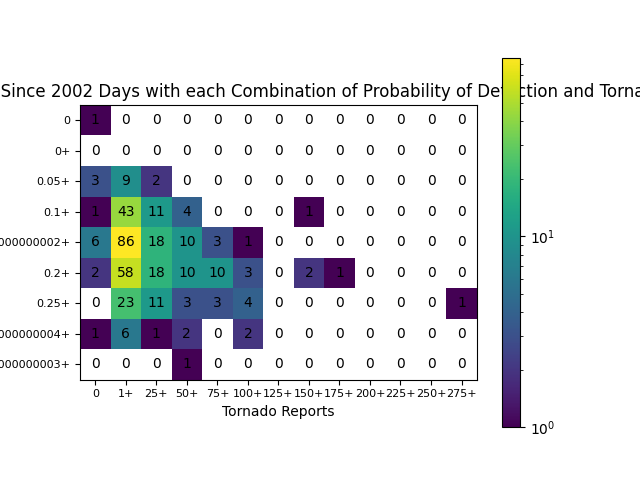 Since 2002 Days with each Combination of Probability of Detection and Torna
0 1 0 0 0 0 0 0 0 0 0 0 0 0
0+ 0 0 0 0 0 0 0 0 0 0 0 0 0
0.05+ 3 9 2 0 0 0 0 0 0 0 0 0 0
0.1+ 1 43 11 4 0 0 0 1 0 0 0 0 0
000000002+ 6 86 18 10 3 1 0 0 0 0 0 0 0
0.2+ 2 58 18 10 10 3 0 2 1 0 0 0 0
0.25+ 0 23 11 3 3 4 0 0 0 0 0 0 1
000000004+ 1 6 1 2 0 2 0 0 0 0 0 0 0
000000003+ 0 0 0 1 0 0 0 0 0 0 0 0 0
0 1+ 25+ 50+ 75+ 100+ 125+ 150+ 175+ 200+ 225+ 250+ 275+
Tornado Reports
10¹
10⁰